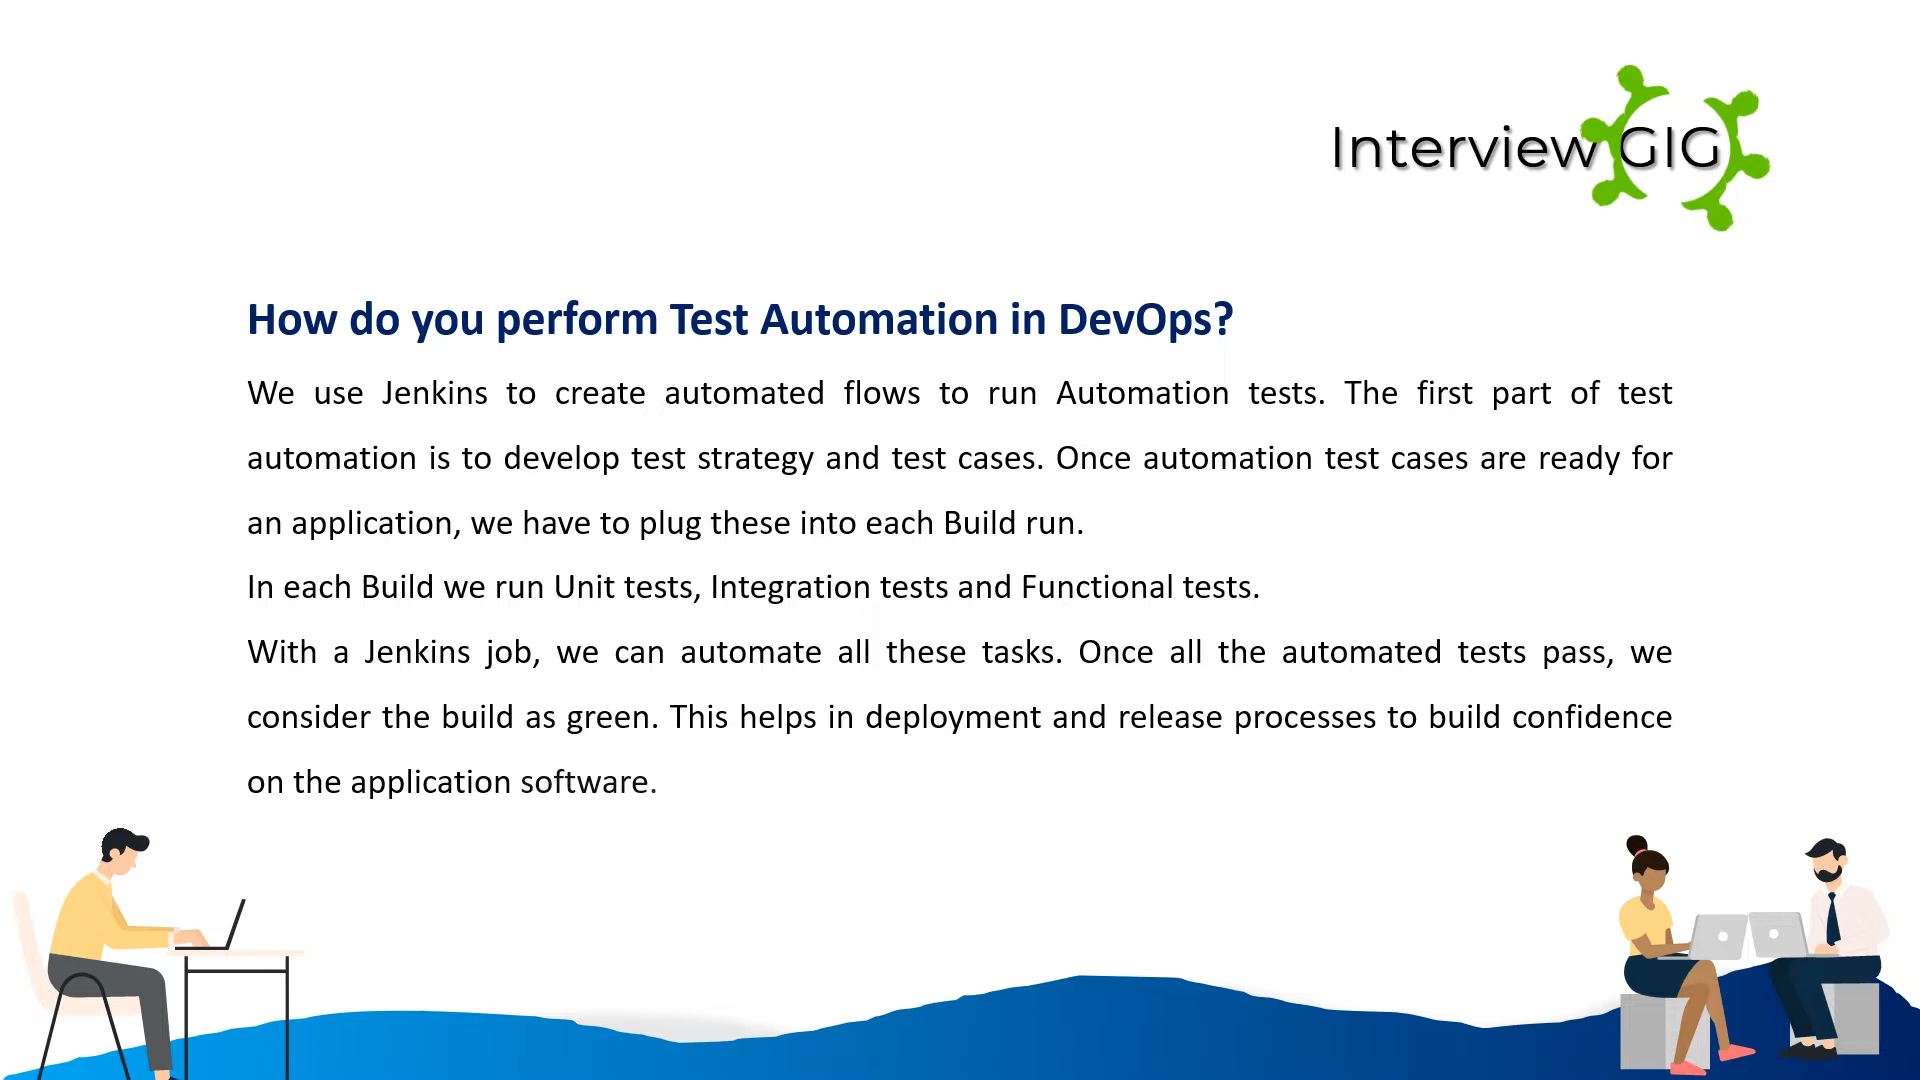 Interview GIG
How do you perform Test Automation in DevOps?
We use Jenkins to create automated flows to run Automation tests. The first part of test
automation is to develop test strategy and test cases. Once automation test cases are ready for
an application, we have to plug these into each Build run.
In each Build we run Unit tests, Integration tests and Functional tests.
With a Jenkins job, we can automate all these tasks. Once all the automated tests pass, we
consider the build as green. This helps in deployment and release processes to build confidence
on the application software.